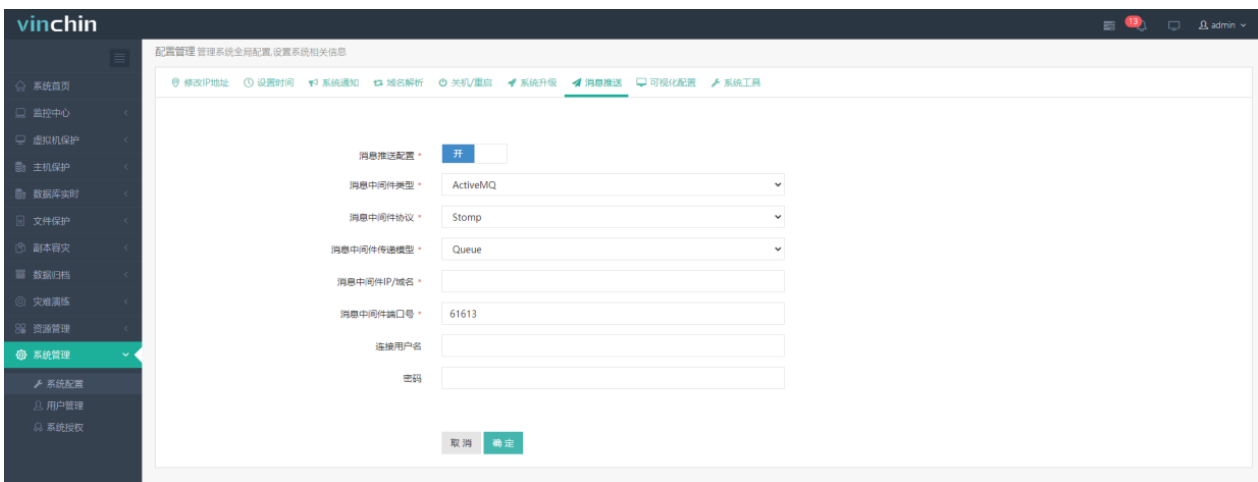 vinchin
13
admin
配置管理 管理系统全局配置,设置系统相关信息
系统首页
监控中心
虚拟机保护
主机保护
数据库实时
文件保护
副本容灾
数据归档
灾难演练
资源管理
系统管理
系统配置
用户管理
系统授权
修改IP地址 设置时间 系统通知 域名解析 关机/重启 系统升级 消息推送 可视化配置 系统工具
消息推送配置 * 开
消息中间件类型 * ActiveMQ
消息中间件协议 * Stomp
消息中间件传递模型 * Queue
消息中间件IP/域名 *
消息中间件端口号 * 61613
连接用户名
密码
取消 确定